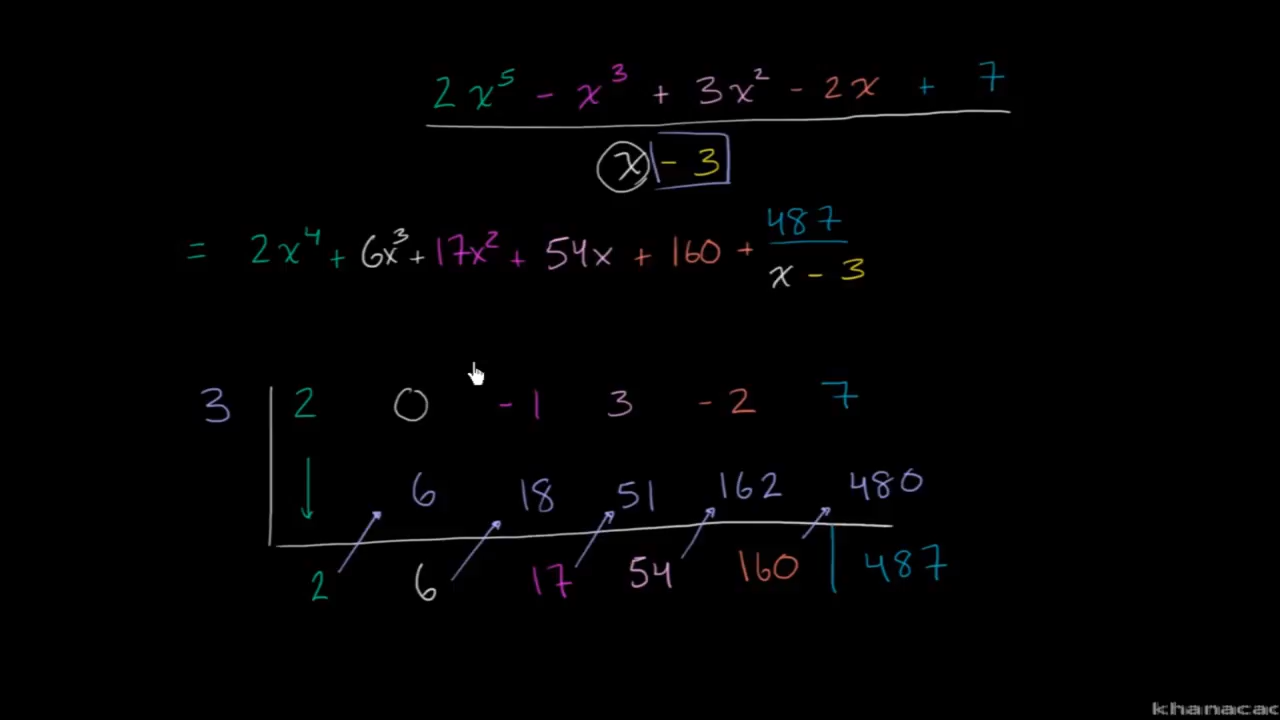 2x⁵ - x³ + 3x² - 2x + 7
x - 3
= 2x⁴ + 6x³ + 17x² + 54x + 160 + 487
x - 3
3 2 0 -1 3 -2 7
6 18 51 162 480
2 6 17 54 160 487
khanacac